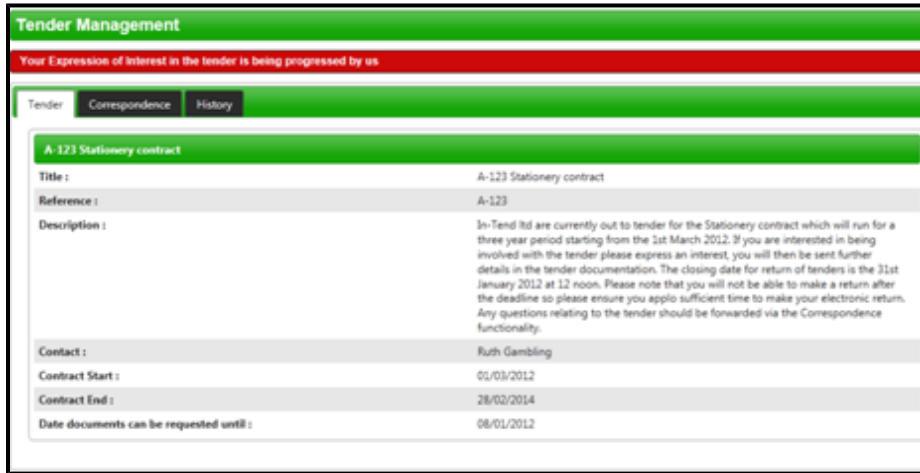 Tender Management
Your Expression of Interest in the tender is being progressed by us
Tender Correspondence History
A-123 Stationery contract
Title : A-123 Stationery contract
Reference : A-123
Description : In-Tend ltd are currently out to tender for the Stationery contract which will run for a
three year period starting from the 1st March 2012. If you are interested in being
involved with the tender please express an interest, you will then be sent further
details in the tender documentation. The closing date for return of tenders is the 31st
January 2012 at 12 noon. Please note that you will not be able to make a return after
the deadline so please ensure you applo sufficient time to make your electronic return.
Any questions relating to the tender should be forwarded via the Correspondence
functionality.
Contact : Ruth Gambling
Contract Start : 01/03/2012
Contract End : 28/02/2014
Date documents can be requested until : 08/01/2012